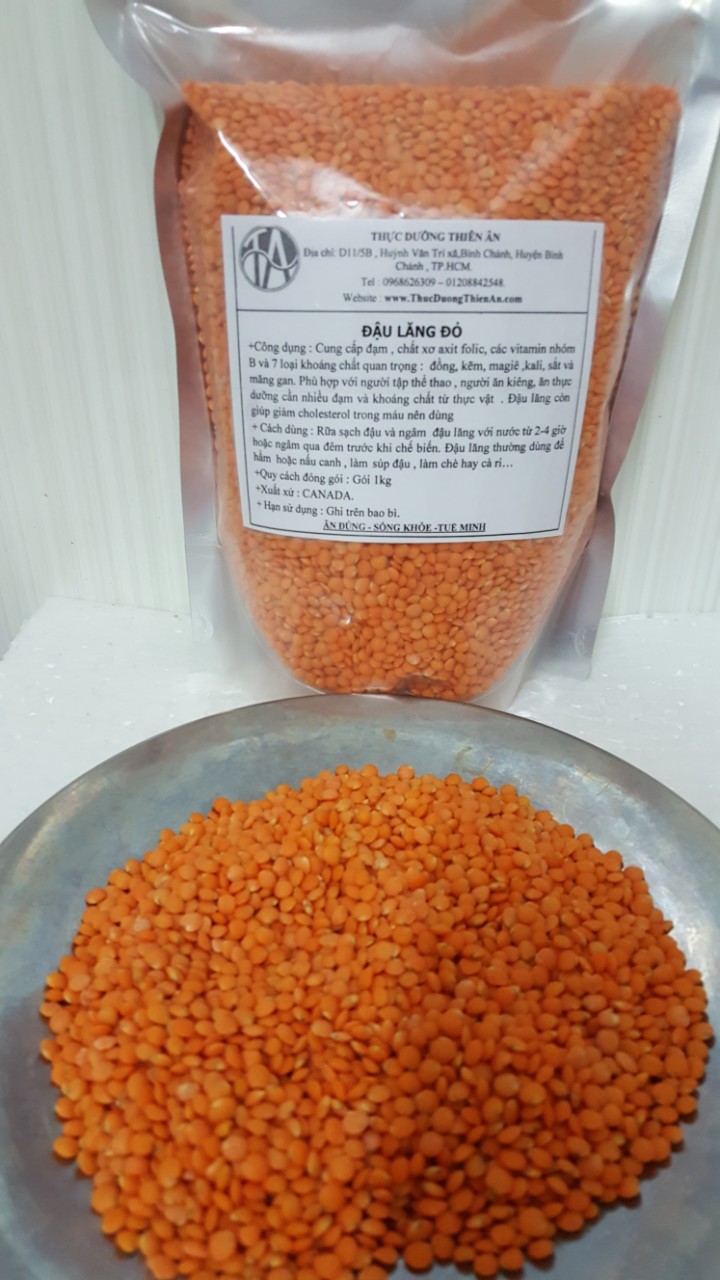 TA
THỰC DƯỠNG THIÊN ÂN
Địa chỉ: D11/5B , Huỳnh Văn Trí xã,Bình Chánh, Huyện Bình
Chánh , TP.HCM.
Tel : 0968626309 – 01208842548.
Website : www.ThucDuongThienAn.com
ĐẬU LĂNG ĐỎ
+Công dụng : Cung cấp đạm , chất xơ axit folic, các vitamin nhóm
B và 7 loại khoáng chất quan trọng : đồng, kẽm, magiê ,kali, sắt và
măng gan. Phù hợp với người tập thể thao , người ăn kiêng, ăn thực
dưỡng cần nhiều đạm và khoáng chất từ thực vật . Đậu lăng còn
giúp giảm cholesterol trong máu nên dùng
+ Cách dùng : Rửa sạch đậu và ngâm đậu lăng với nước từ 2-4 giờ
hoặc ngâm qua đêm trước khi chế biến. Đậu lăng thường dùng để
hầm hoặc nấu canh , làm súp đậu , làm chè hay cà ri...
+Quy cách đóng gói : Gói 1kg
+Xuất xứ : CANADA.
+ Hạn sử dụng : Ghi trên bao bì.
ĂN ĐÚNG - SỐNG KHỎE -TUỆ MINH